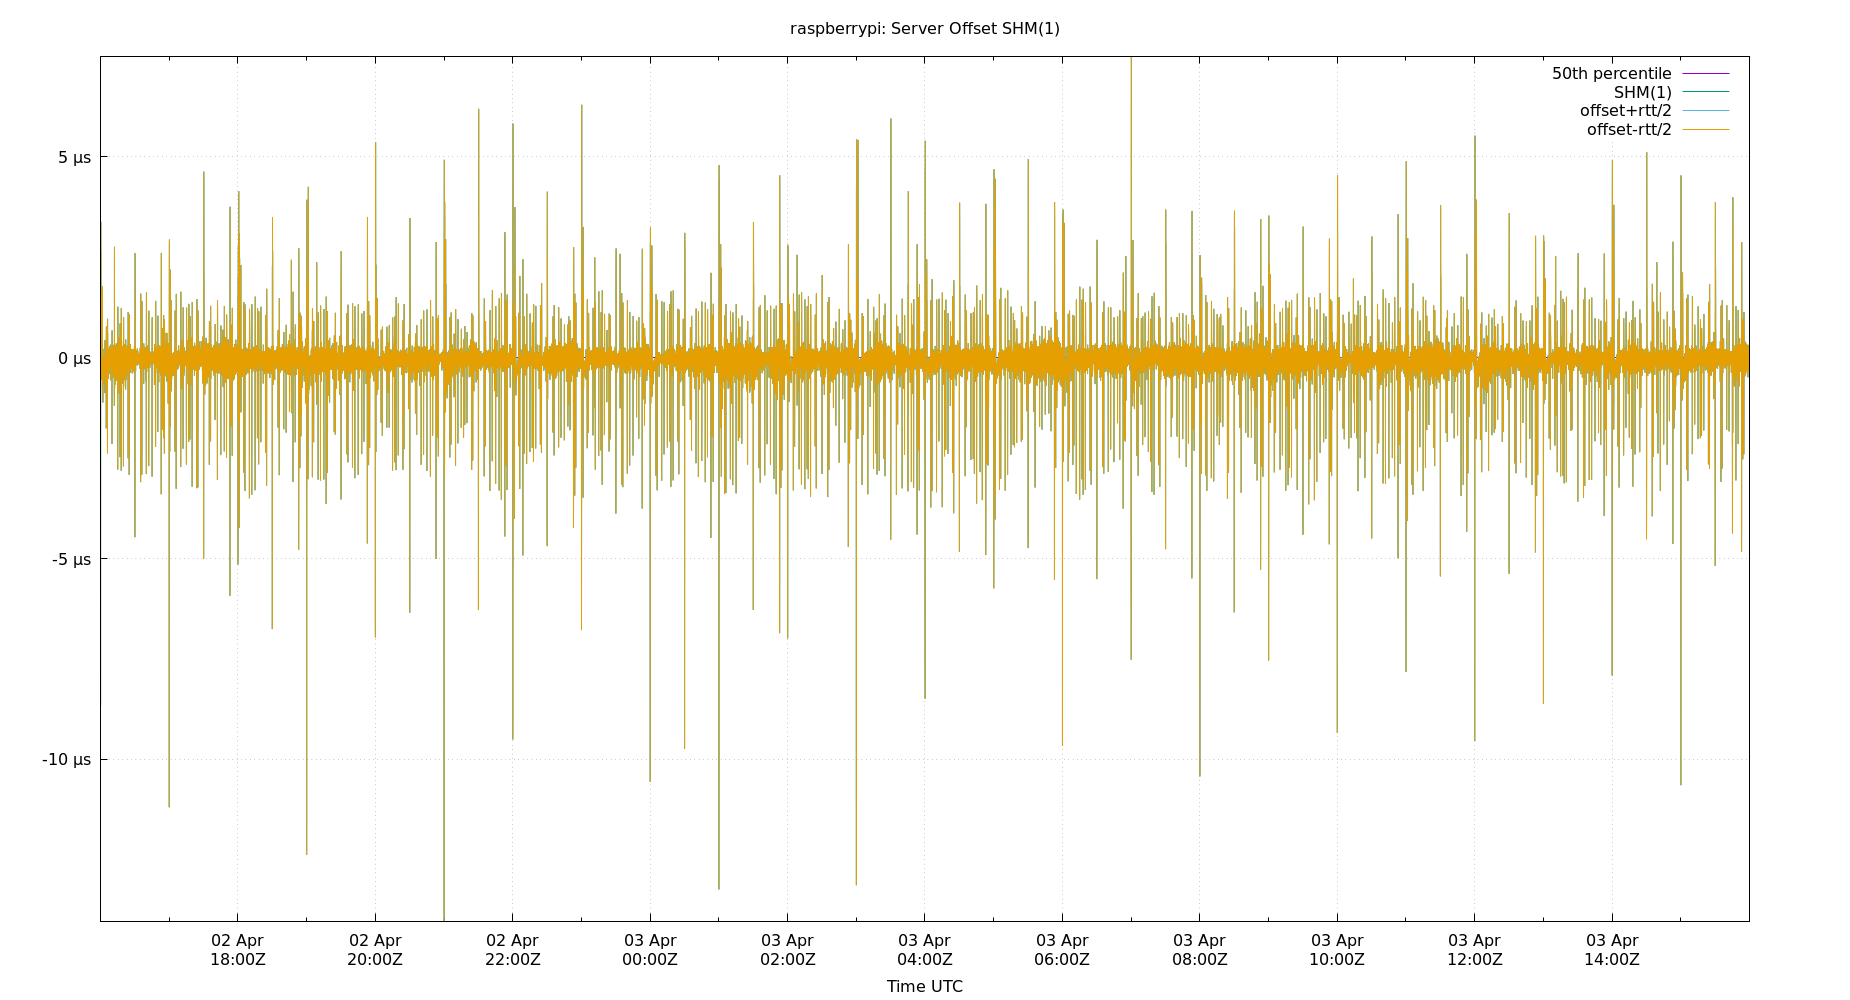 raspberrypi: Server Offset SHM(1)
50th percentile
SHM(1)
offset+rtt/2
offset-rtt/2
5 µs
0 µs
-5 µs
-10 µs
02 Apr 02 Apr 02 Apr 03 Apr 03 Apr 03 Apr 03 Apr 03 Apr 03 Apr 03 Apr 03 Apr
18:00Z 20:00Z 22:00Z 00:00Z 02:00Z 04:00Z 06:00Z 08:00Z 10:00Z 12:00Z 14:00Z
Time UTC